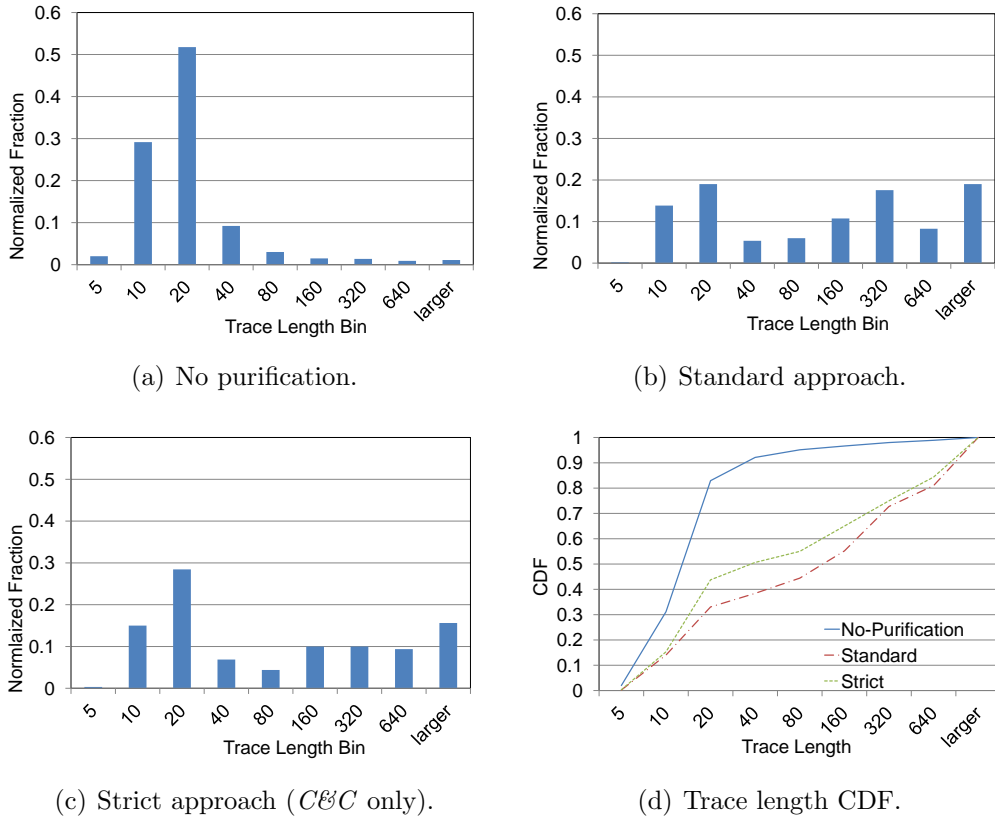 0.6
0.5
0.4
0.3
0.2
0.1
0
Normalized Fraction
5 10 20 40 80 160 320 640 larger
Trace Length Bin
(a) No purification.
0.6
0.5
0.4
0.3
0.2
0.1
0
Normalized Fraction
5 10 20 40 80 160 320 640 larger
Trace Length Bin
(b) Standard approach.
0.6
0.5
0.4
0.3
0.2
0.1
0
Normlaized Fraction
5 10 20 40 80 160 320 640 larger
Trace Length Bin
(c) Strict approach (C&C only).
1
0.9
0.8
0.7
0.6
0.5
0.4
0.3
0.2
0.1
0
CDF
No-Purification
Standard
Strict
5 10 20 40 80 160 320 640 larger
Trace Length
(d) Trace length CDF.